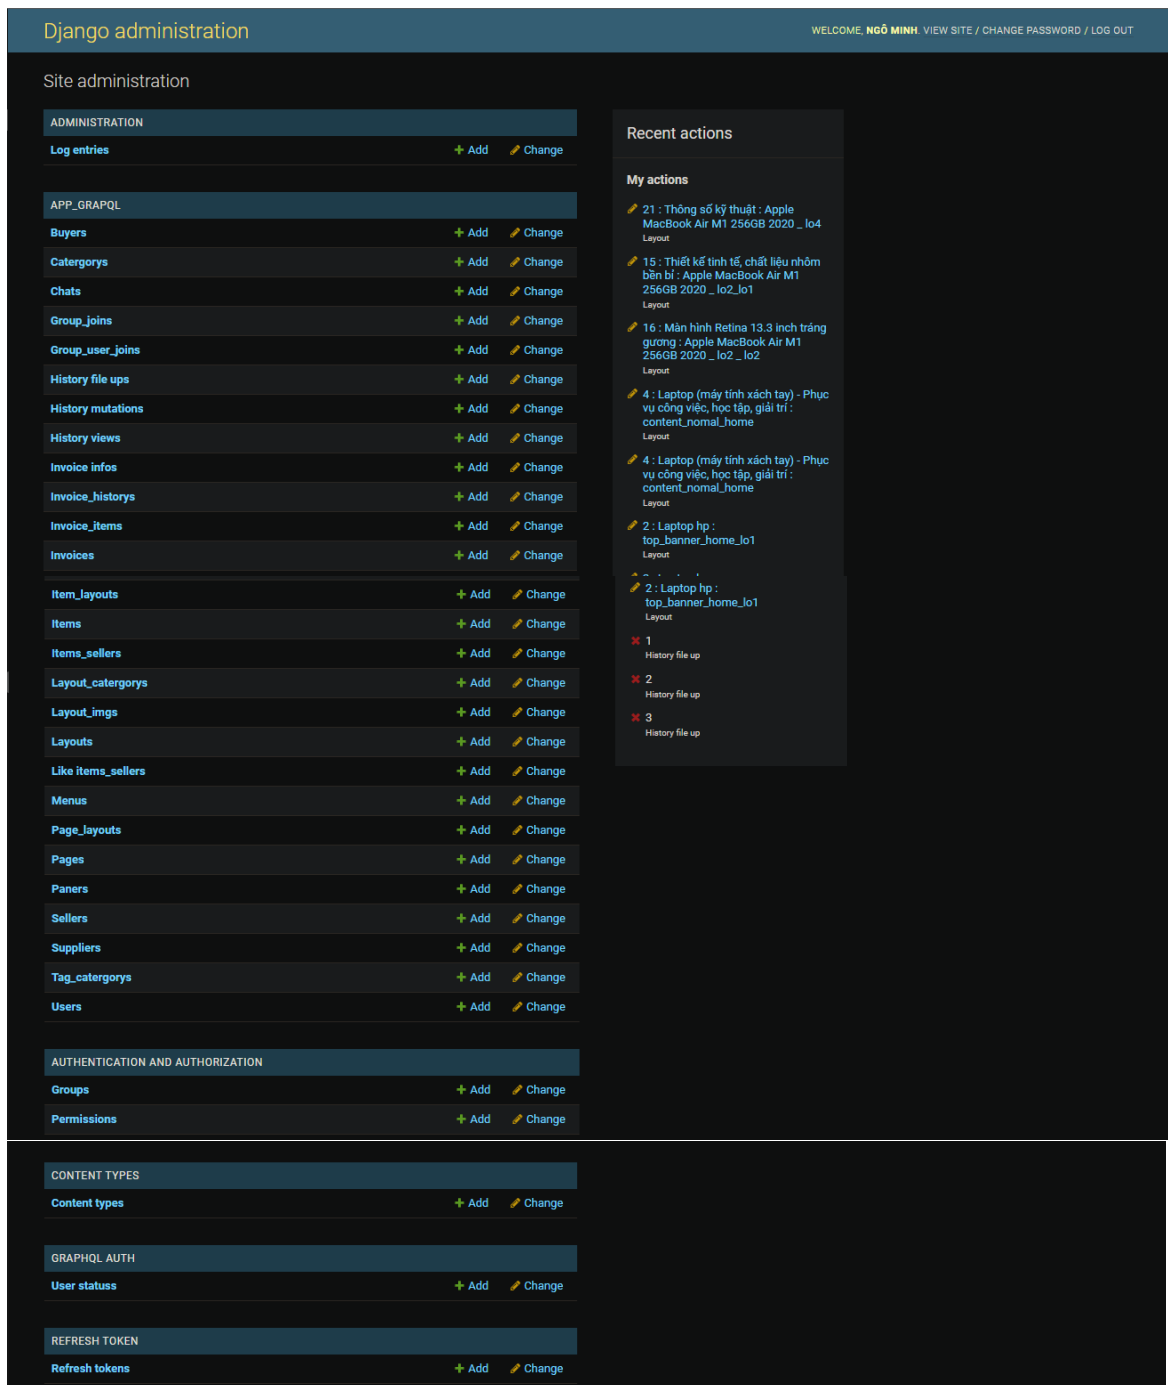 Django administration
WELCOME, NGÔ MINH. VIEW SITE / CHANGE PASSWORD / LOG OUT
Site administration
ADMINISTRATION
Log entries + Add Change
APP_GRAPQL
Buyers + Add Change
Catergorys + Add Change
Chats + Add Change
Group_joins + Add Change
Group_user_joins + Add Change
History file ups + Add Change
History mutations + Add Change
History views + Add Change
Invoice infos + Add Change
Invoice_historys + Add Change
Invoice_items + Add Change
Invoices + Add Change
Item_layouts + Add Change
Items + Add Change
Items_sellers + Add Change
Layout_catergorys + Add Change
Layout_imgs + Add Change
Layouts + Add Change
Like items_sellers + Add Change
Menus + Add Change
Page_layouts + Add Change
Pages + Add Change
Paners + Add Change
Sellers + Add Change
Suppliers + Add Change
Tag_catergorys + Add Change
Users + Add Change
AUTHENTICATION AND AUTHORIZATION
Groups + Add Change
Permissions + Add Change
CONTENT TYPES
Content types + Add Change
GRAPHQL AUTH
User statuss + Add Change
REFRESH TOKEN
Refresh tokens + Add Change
Recent actions
My actions
21 : Thông số kỹ thuật : Apple
MacBook Air M1 256GB 2020 _ lo4
Layout
15 : Thiết kế tinh tế, chất liệu nhôm
bền bỉ : Apple MacBook Air M1
256GB 2020 _ lo2_lo1
Layout
16 : Màn hình Retina 13.3 inch tráng
gương : Apple MacBook Air M1
256GB 2020 _ lo2 _ lo2
Layout
4 : Laptop (máy tính xách tay) - Phục
vụ công việc, học tập, giải trí :
content_nomal_home
Layout
4 : Laptop (máy tính xách tay) - Phục
vụ công việc, học tập, giải trí :
content_nomal_home
Layout
2 : Laptop hp :
top_banner_home_lo1
Layout
2 : Laptop hp :
top_banner_home_lo1
Layout
1
History file up
2
History file up
3
History file up